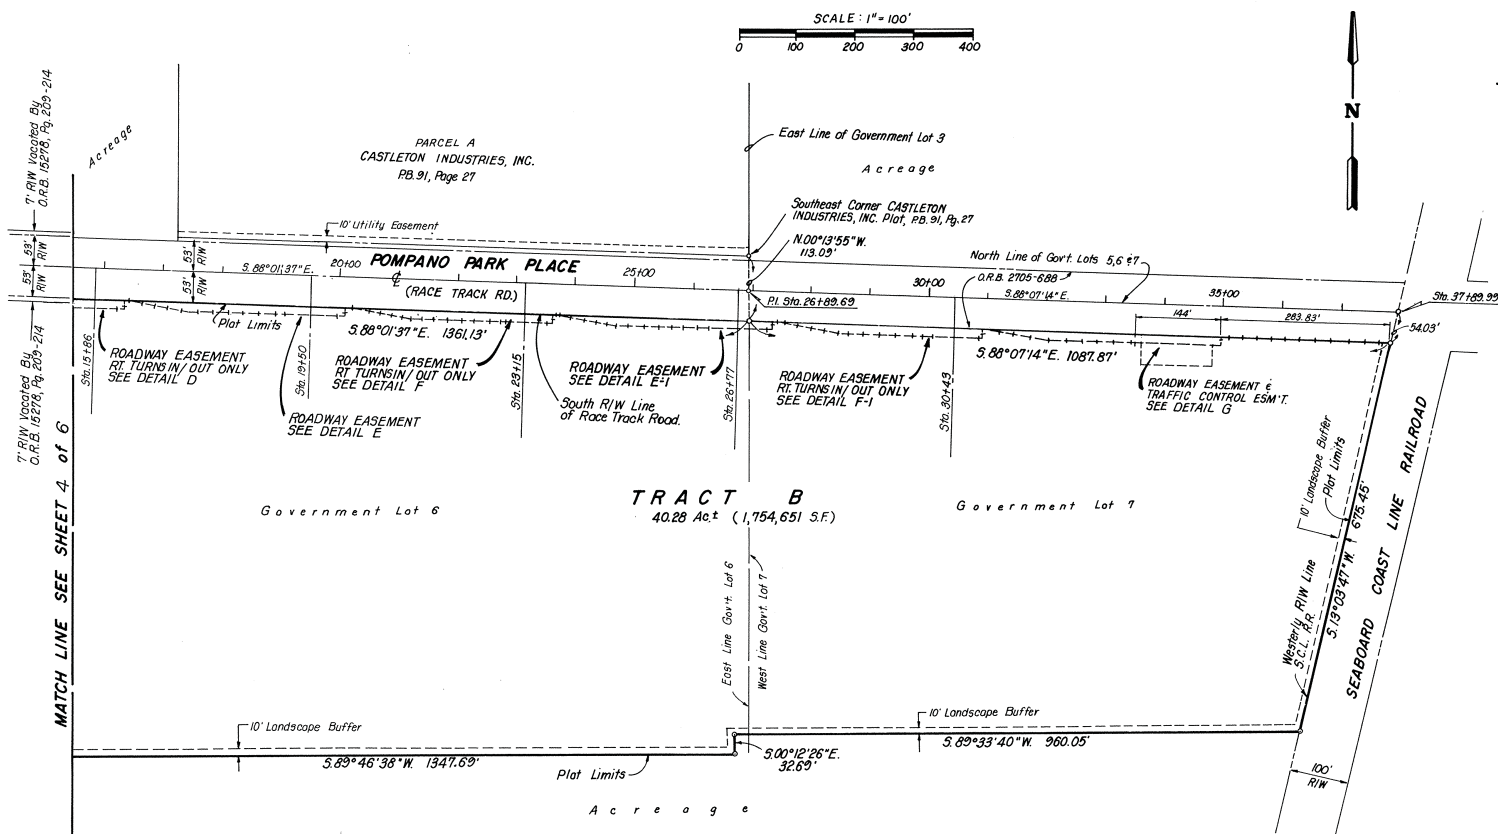 SCALE : 1" = 100'
0 100 200 300 400
N
7' R/W Vacated By
O.R.B. 15278, Pg. 209-214
Acreage
PARCEL A
CASTLETON INDUSTRIES, INC.
P.B. 91, Page 27
East Line of Government Lot 3
Acreage
Southeast Corner CASTLETON
INDUSTRIES, INC. Plat, P.B. 91, Pg. 27
N.00°13'55"W.
113.09'
10' Utility Easement
53'
R/W
53'
R/W
53'
R/W
53'
R/W
S.88°01'37"E.
20+00
POMPANO PARK PLACE
℄
(RACE TRACK RD.)
25+00
P.I. Sta. 26+89.69
North Line of Gov't. Lots 5,6 & 7
O.R.B. 2705-688
30+00
S.88°07'14"E.
35+00
Sta. 37+89.99
144'
283.83'
54.03'
Plat Limits
S.88°01'37"E. 1361.13'
S.88°07'14"E. 1087.87'
Sta. 15+86
Sta. 19+50
Sta. 23+15
Sta. 26+77
Sta. 30+43
ROADWAY EASEMENT
RT. TURNS IN/OUT ONLY
SEE DETAIL D
ROADWAY EASEMENT
SEE DETAIL E
ROADWAY EASEMENT
RT TURNS IN/OUT ONLY
SEE DETAIL F
South R/W Line
of Race Track Road.
ROADWAY EASEMENT
SEE DETAIL E-1
ROADWAY EASEMENT
RT. TURNS IN/OUT ONLY
SEE DETAIL F-1
ROADWAY EASEMENT &
TRAFFIC CONTROL ESM'T.
SEE DETAIL G
7' R/W Vacated By
O.R.B. 15278, Pg. 209-214
MATCH LINE SEE SHEET 4 of 6
Government Lot 6
TRACT B
40.28 Ac.± (1,754,651 S.F.)
Government Lot 7
East Line Gov't. Lot 6
West Line Gov't. Lot 7
10' Landscape Buffer
Plat Limits
675.45'
S.13°03'47"W.
Westerly R/W Line
S.C.L. R.R.
SEABOARD COAST LINE RAILROAD
10' Landscape Buffer
S.89°46'38"W. 1347.69'
Plat Limits
S.00°12'26"E.
32.69'
10' Landscape Buffer
S.89°33'40"W. 960.05'
100'
R/W
Acreage